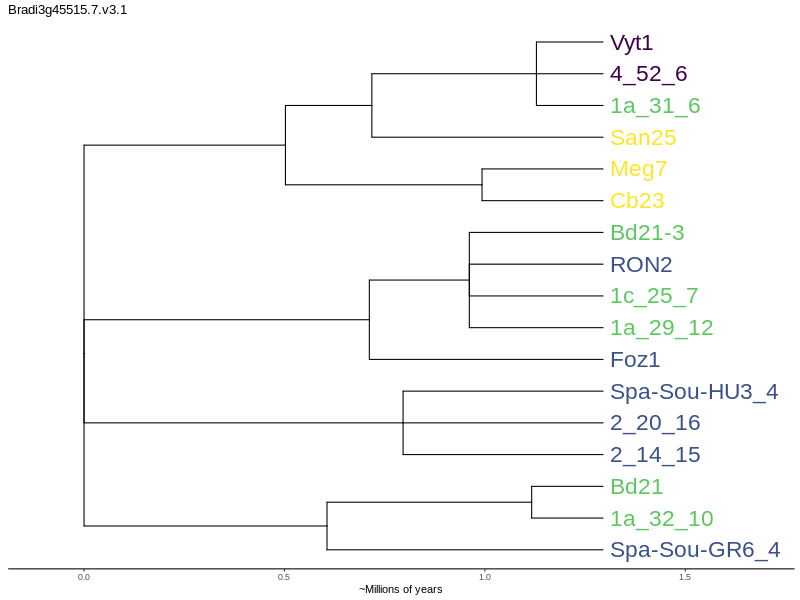 Bradi3g45515.7.v3.1
Vyt1
4_52_6
1a_31_6
San25
Meg7
Cb23
Bd21-3
RON2
1c_25_7
1a_29_12
Foz1
Spa-Sou-HU3_4
2_20_16
2_14_15
Bd21
1a_32_10
Spa-Sou-GR6_4
0.0 0.5 1.0 1.5
~Millions of years